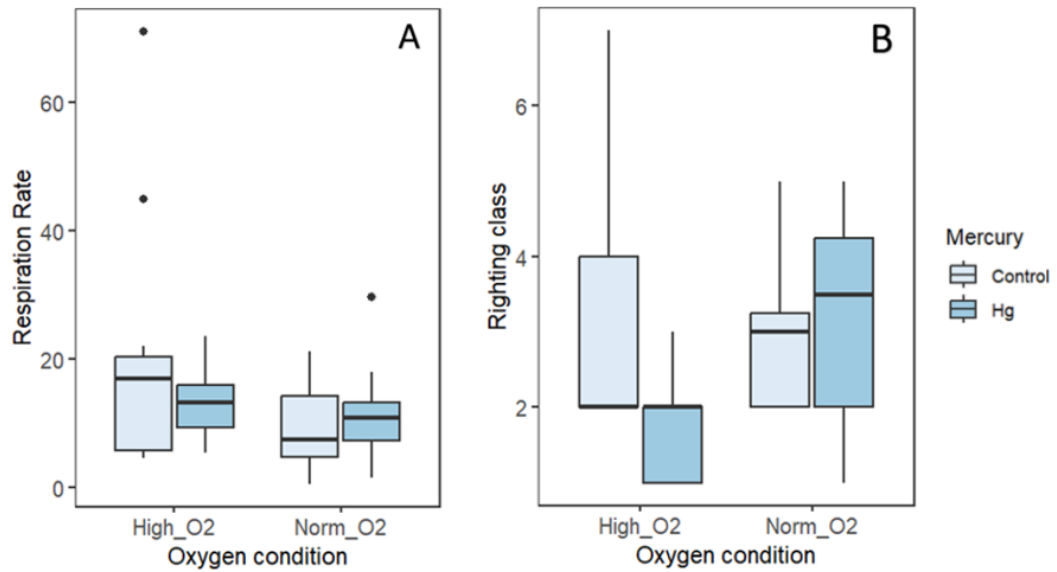 A
Respiration Rate
60
40
20
0
High_O2 Norm_O2
Oxygen condition
B
Righting class
6
4
2
High_O2 Norm_O2
Oxygen condition
Mercury
Control
Hg